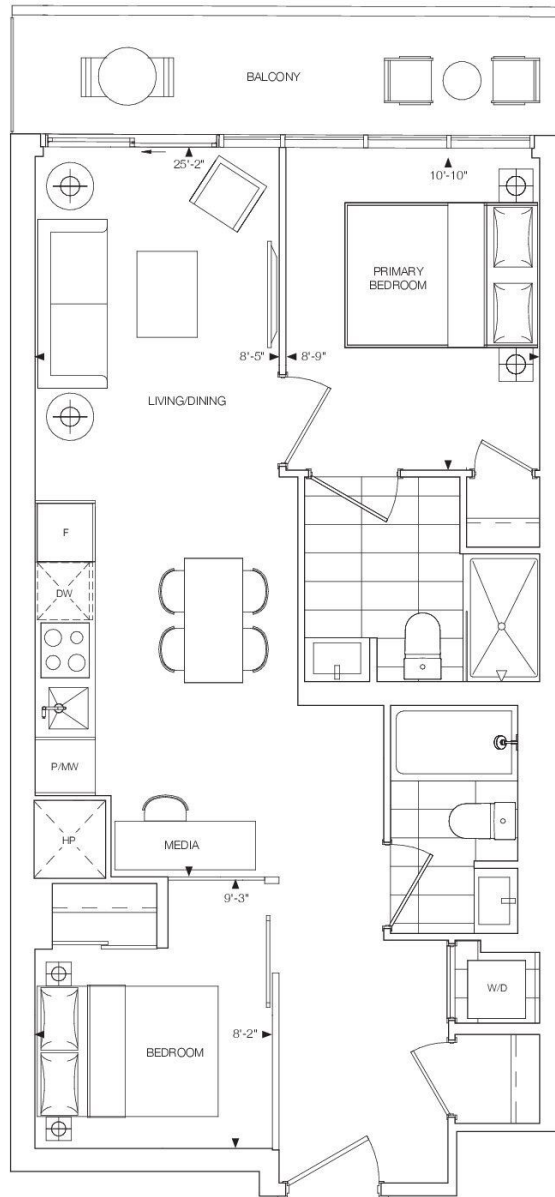 BALCONY
25'-2"
10'-10"
PRIMARY
BEDROOM
8'-5"
8'-9"
LIVING/DINING
F
DW
P/MW
HP
MEDIA
9'-3"
W/D
8'-2"
BEDROOM